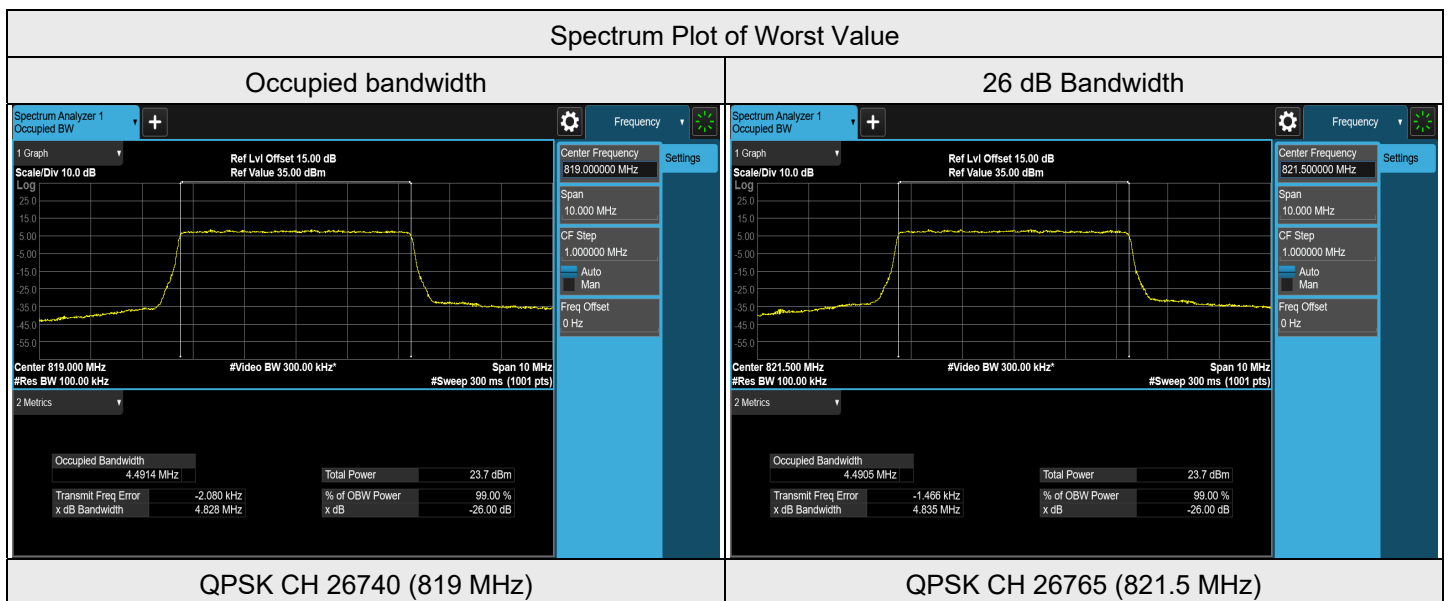 Spectrum Plot of Worst Value
Occupied bandwidth
26 dB Bandwidth
Spectrum Analyzer 1
Occupied BW
+
Frequency
1 Graph
Scale/Div 10.0 dB
Ref Lvl Offset 15.00 dB
Ref Value 35.00 dBm
Log
25.0
15.0
5.00
-5.00
-15.0
-25.0
-35.0
-45.0
-55.0
Center 819.000 MHz
#Video BW 300.00 kHz*
Span 10 MHz
#Res BW 100.00 kHz
#Sweep 300 ms (1001 pts)
Center Frequency
819.000000 MHz
Settings
Span
10.000 MHz
CF Step
1.000000 MHz
Auto
Man
Freq Offset
0 Hz
2 Metrics
Occupied Bandwidth
4.4914 MHz
Total Power 23.7 dBm
Transmit Freq Error -2.080 kHz
% of OBW Power 99.00 %
x dB Bandwidth 4.828 MHz
x dB -26.00 dB
Spectrum Analyzer 1
Occupied BW
+
Frequency
1 Graph
Scale/Div 10.0 dB
Ref Lvl Offset 15.00 dB
Ref Value 35.00 dBm
Log
25.0
15.0
5.00
-5.00
-15.0
-25.0
-35.0
-45.0
-55.0
Center 821.500 MHz
#Video BW 300.00 kHz*
Span 10 MHz
#Res BW 100.00 kHz
#Sweep 300 ms (1001 pts)
Center Frequency
821.500000 MHz
Settings
Span
10.000 MHz
CF Step
1.000000 MHz
Auto
Man
Freq Offset
0 Hz
2 Metrics
Occupied Bandwidth
4.4905 MHz
Total Power 23.7 dBm
Transmit Freq Error -1.466 kHz
% of OBW Power 99.00 %
x dB Bandwidth 4.835 MHz
x dB -26.00 dB
QPSK CH 26740 (819 MHz)
QPSK CH 26765 (821.5 MHz)